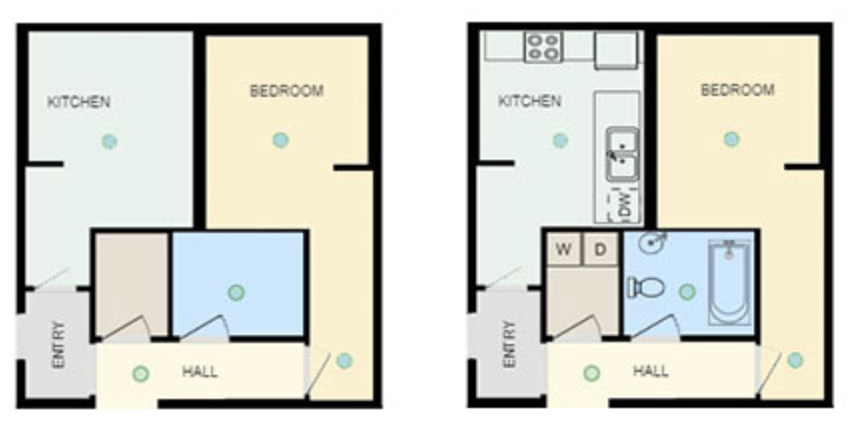 KITCHEN
BEDROOM
ENTRY
HALL
KITCHEN
BEDROOM
DW
W D
ENTRY
HALL